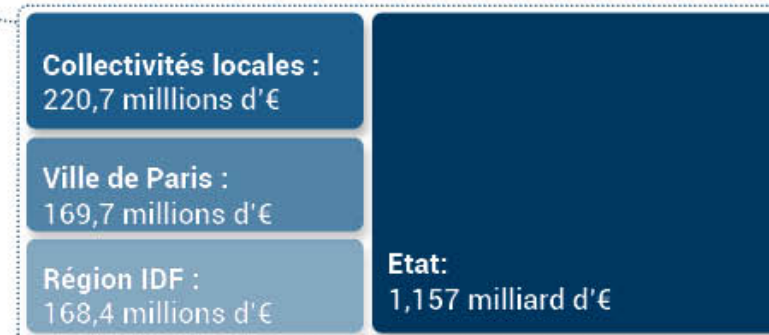 Collectivités locales :
220,7 milllions d'€
Ville de Paris :
169,7 millions d'€
Région IDF :
168,4 millions d'€
Etat:
1,157 milliard d'€